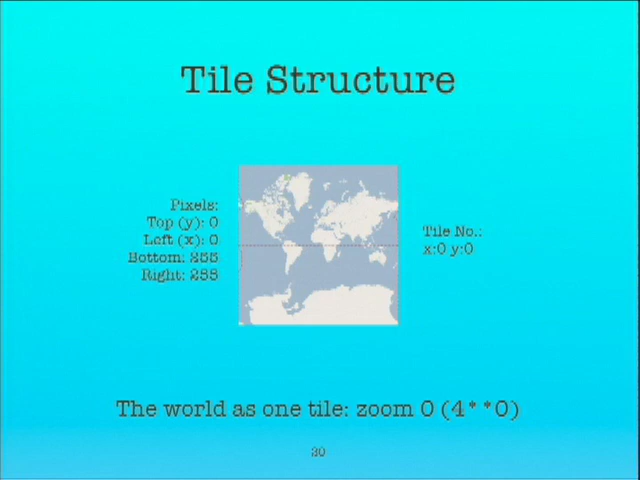 Tile Structure
Pixels:
Top (y): 0
Left (x): 0
Bottom: 255
Right: 255
Tile No.:
x:0 y:0
The world as one tile: zoom 0 (4**0)
20